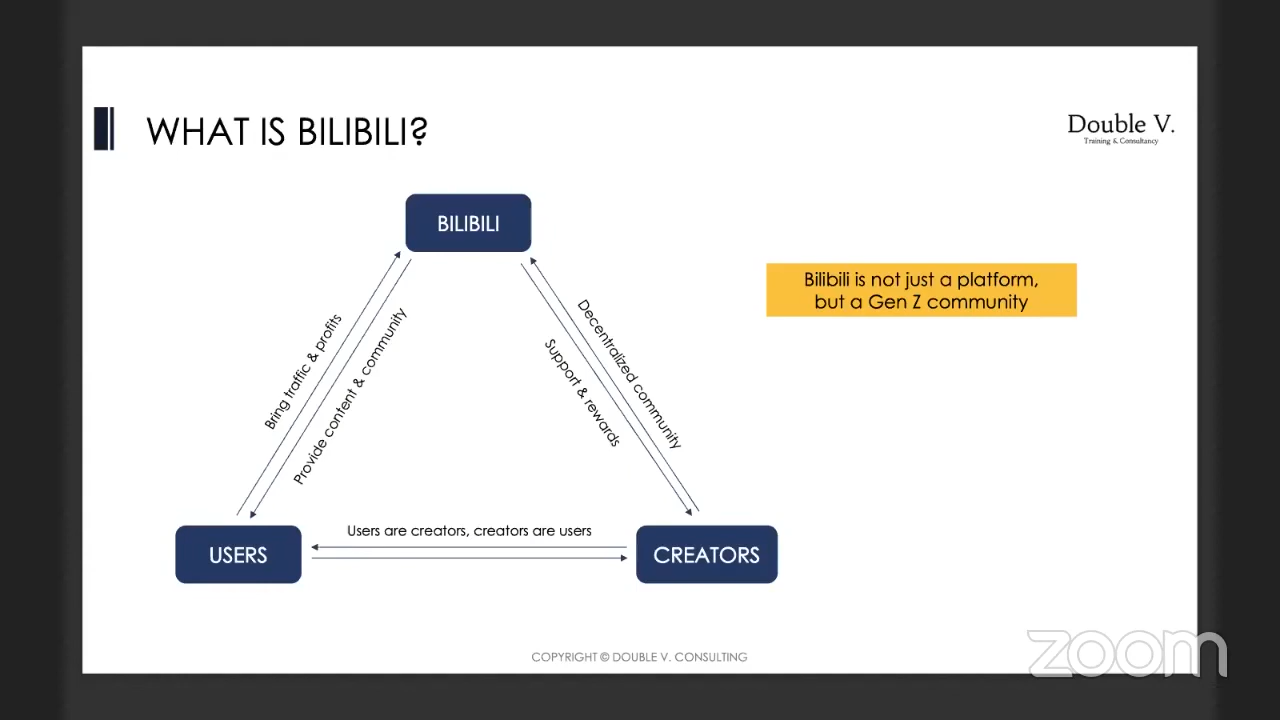 WHAT IS BILIBILI?
Double V.
Training & Consultancy
BILIBILI
Bilibili is not just a platform,
but a Gen Z community
Bring traffic & profits
Provide content & community
Decentralized community
Support & rewards
Users are creators, creators are users
USERS
CREATORS
COPYRIGHT © DOUBLE V. CONSULTING
zoom